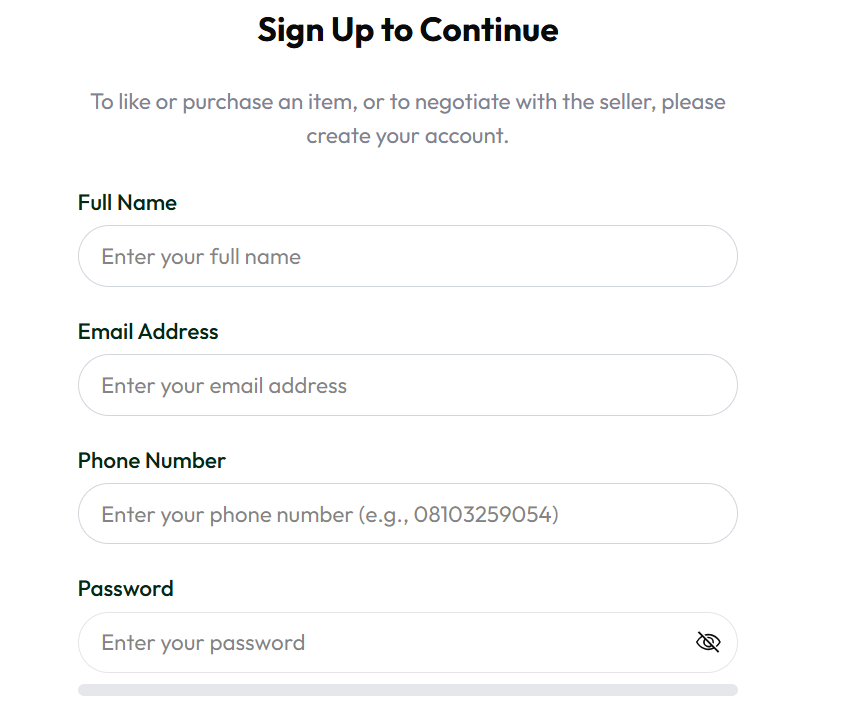 Sign Up to Continue
To like or purchase an item, or to negotiate with the seller, please
create your account.
Full Name
Enter your full name
Email Address
Enter your email address
Phone Number
Enter your phone number (e.g., 08103259054)
Password
Enter your password